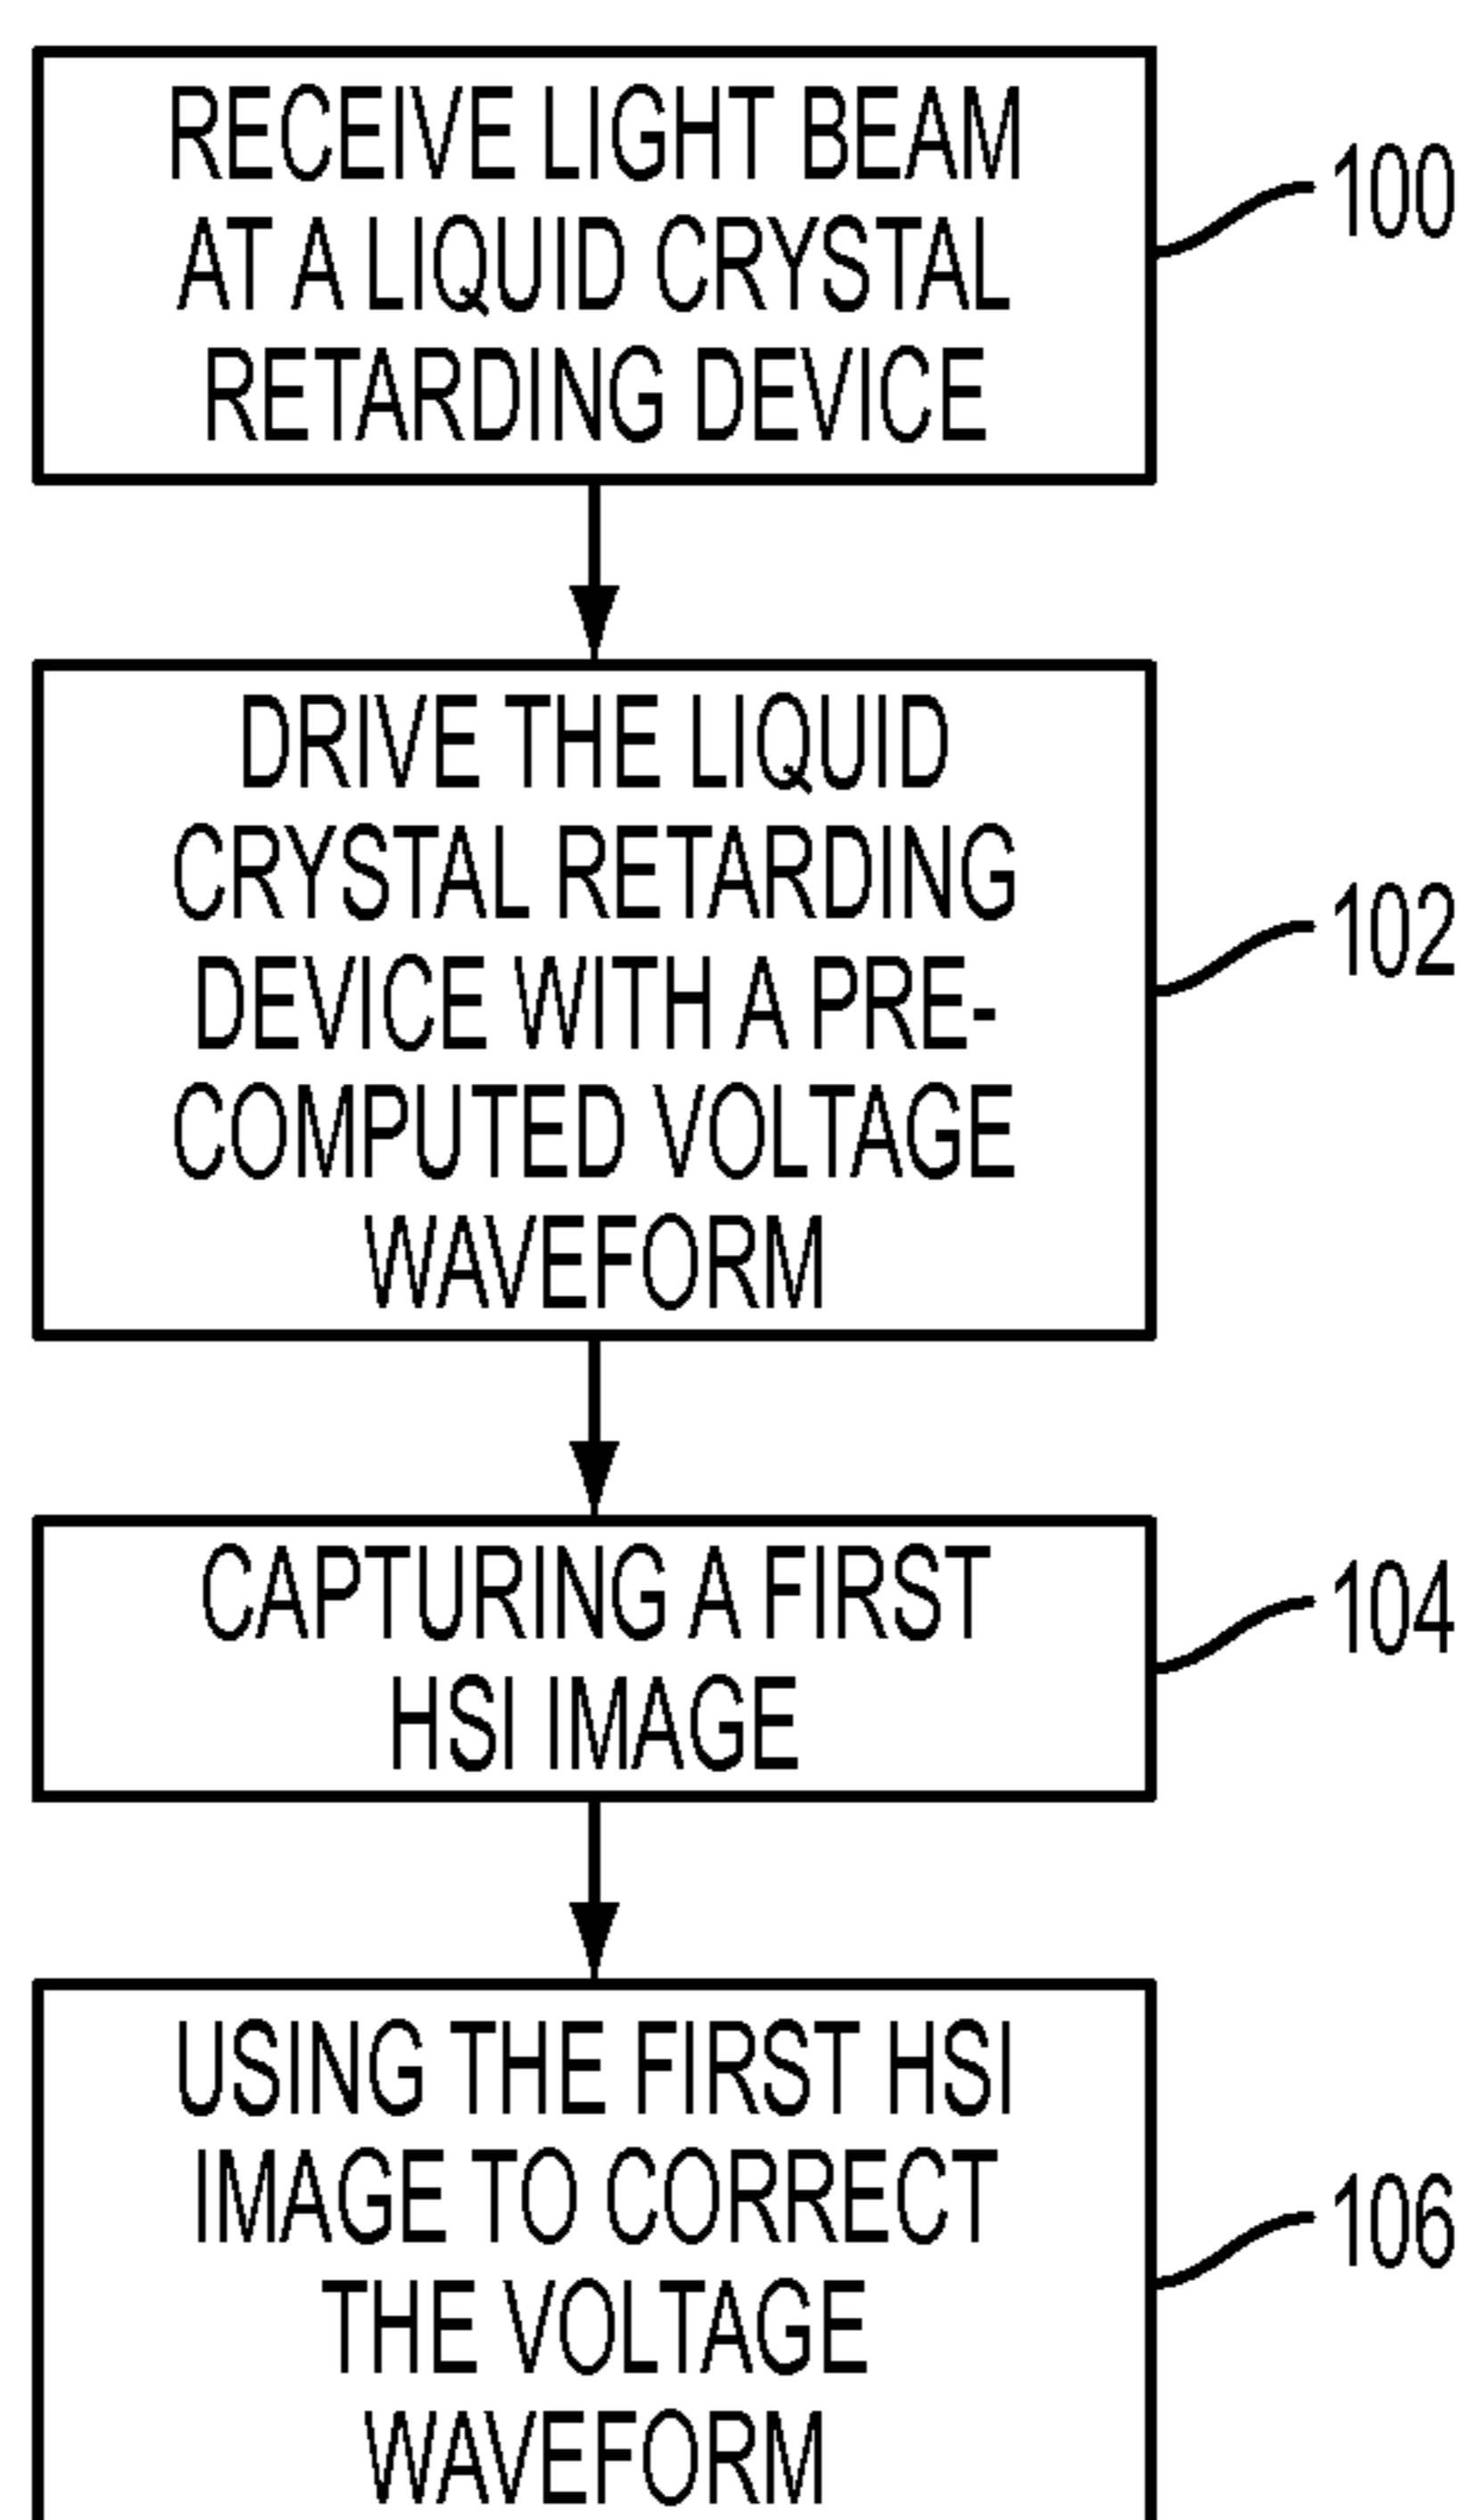 RECEIVE LIGHT BEAM
AT A LIQUID CRYSTAL
RETARDING DEVICE
100
DRIVE THE LIQUID
CRYSTAL RETARDING
DEVICE WITH A PRE-
COMPUTED VOLTAGE
WAVEFORM
102
CAPTURING A FIRST
HSI IMAGE
104
USING THE FIRST HSI
IMAGE TO CORRECT
THE VOLTAGE
WAVEFORM
106